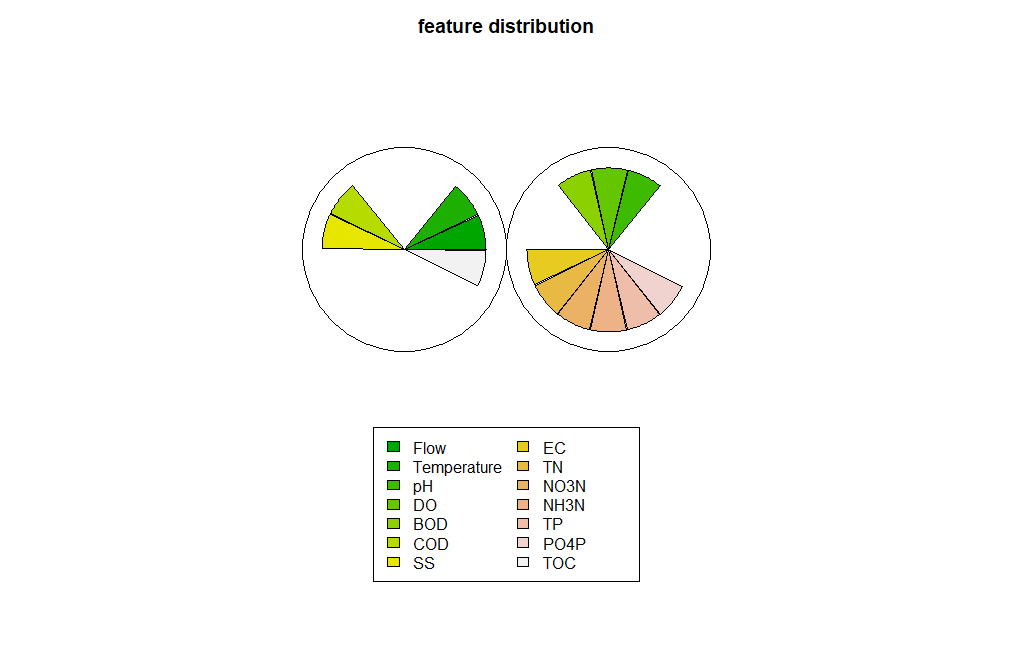 feature distribution
Flow
Temperature
pH
DO
BOD
COD
SS
EC
TN
NO3N
NH3N
TP
PO4P
TOC